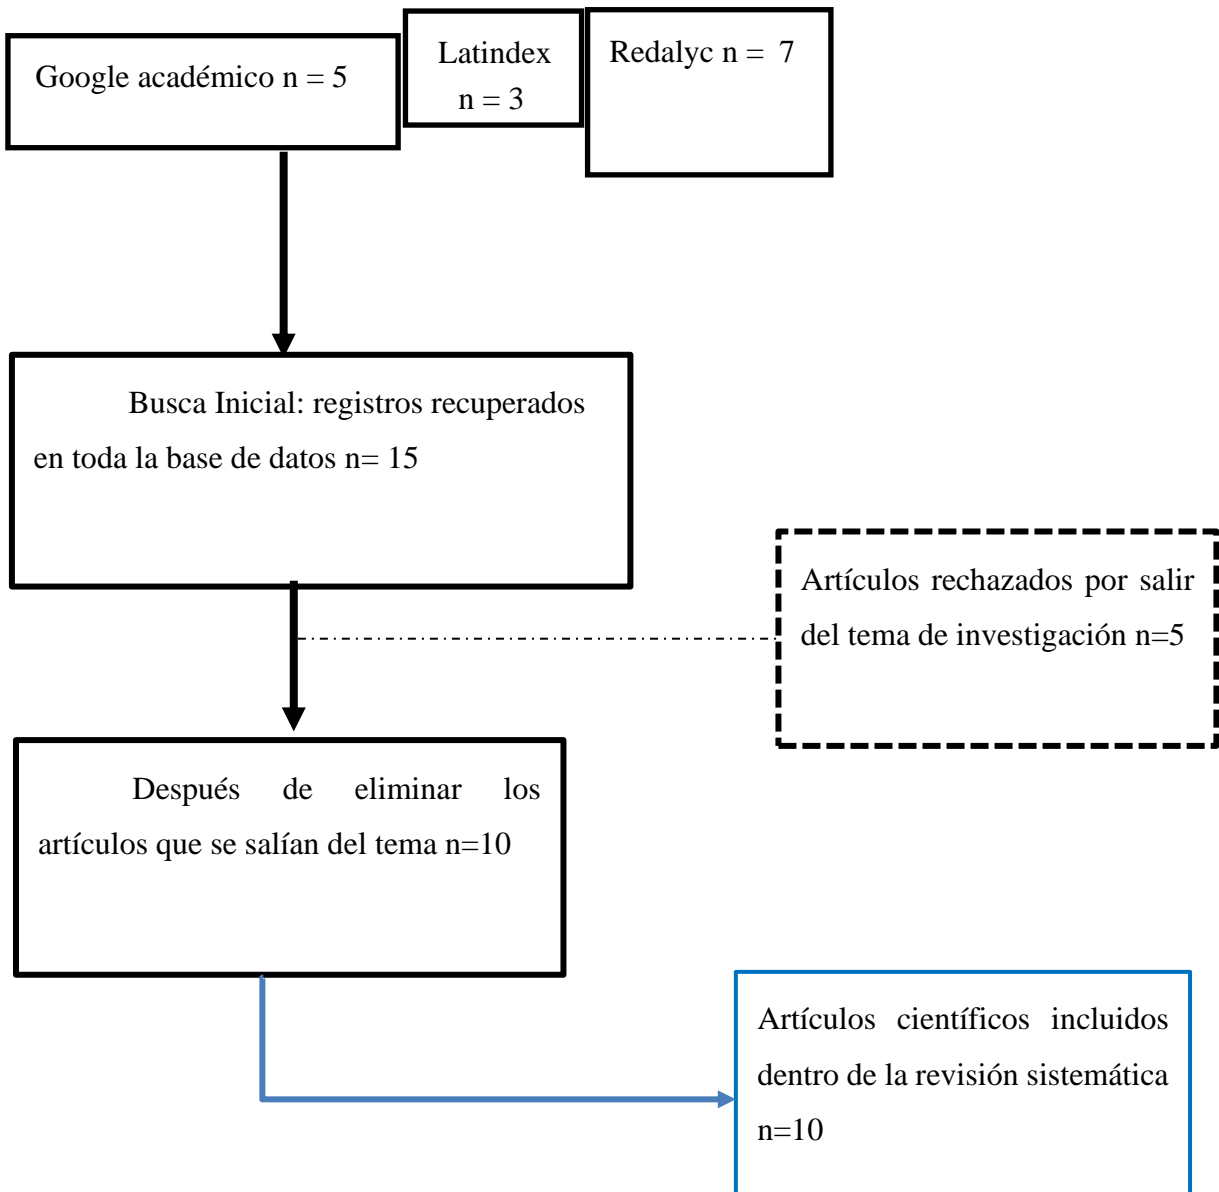 Google académico n = 5
Latindex
n = 3
Redalyc n = 7
Busca Inicial: registros recuperados
en toda la base de datos n= 15
Artículos rechazados por salir
del tema de investigación n=5
Después de eliminar los
artículos que se salían del tema n=10
Artículos científicos incluidos
dentro de la revisión sistemática
n=10